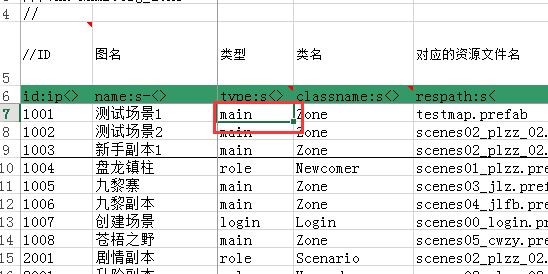 4 //
5 //ID 图名 类型 类名 对应的资源文件名
6 id:ip<> name:s-<> type:s<> classname:s<> respath:s<
7 1001 测试场景1 main Zone testmap.prefab
8 1002 测试场景2 main Zone scenes02_plzz_02.
9 1003 新手副本1 main Zone scenes02_plzz_02.
10 1004 盘龙镇柱 role Newcomer scenes01_plzz.pre
11 1005 九黎寨 main Zone scenes03_jlz.pref
12 1006 九黎副本 main Zone scenes04_jlfb.pre
13 1007 创建场景 login Login scenes00_login.pr
14 1008 苍梧之野 main Zone scenes05_cwzy.pre
15 2001 剧情副本 role Scenario scenes02_plzz_02.